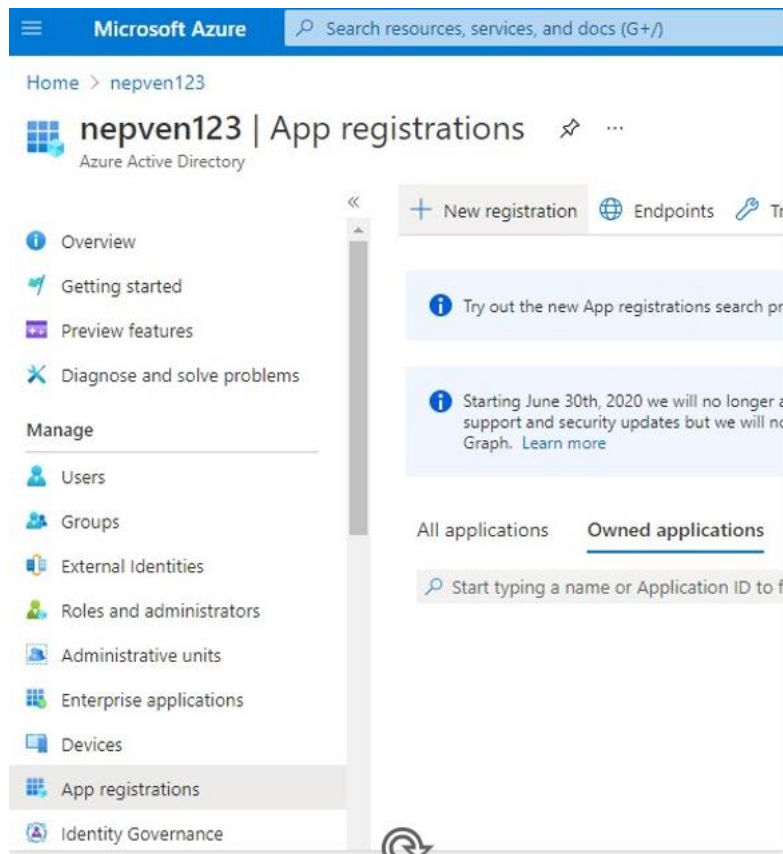 Microsoft Azure
Search resources, services, and docs (G+/)
Home > nepven123
nepven123 | App registrations ...
Azure Active Directory
«
Overview
Getting started
Preview features
Diagnose and solve problems
Manage
Users
Groups
External Identities
Roles and administrators
Administrative units
Enterprise applications
Devices
App registrations
Identity Governance
+ New registration Endpoints
Try out the new App registrations search
Starting June 30th, 2020 we will no longer
support and security updates but we will
Graph. Learn more
All applications Owned applications
Start typing a name or Application ID to